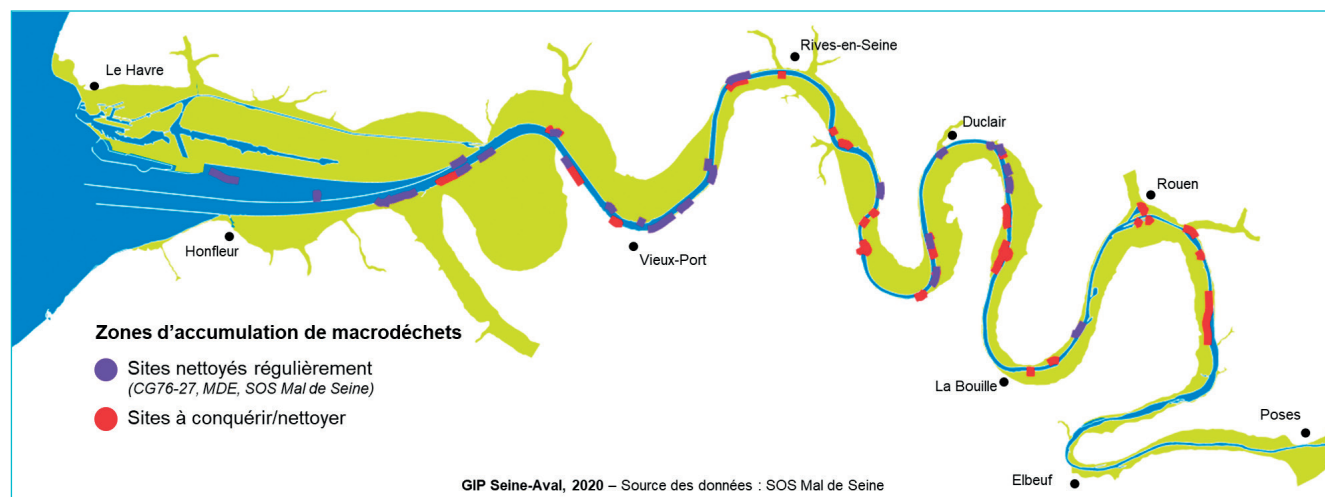 Rives-en-Seine
Le Havre
Duclair
Rouen
Honfleur
Vieux-Port
Zones d'accumulation de macrodéchets
Sites nettoyés régulièrement
(CG76-27, MDE, SOS Mal de Seine)
La Bouille
Sites à conquérir/nettoyer
Poses
Elbeuf
GIP Seine-Aval, 2020 – Source des données : SOS Mal de Seine